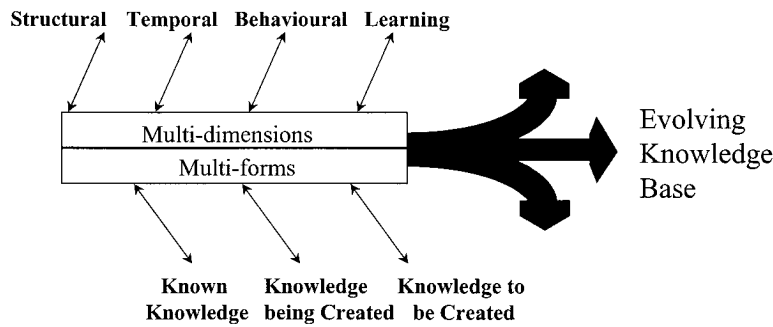 Structural Temporal Behavioural Learning
Multi-dimensions
Multi-forms
Evolving
Knowledge
Base
Known
Knowledge
Knowledge
being Created
Knowledge to
be Created